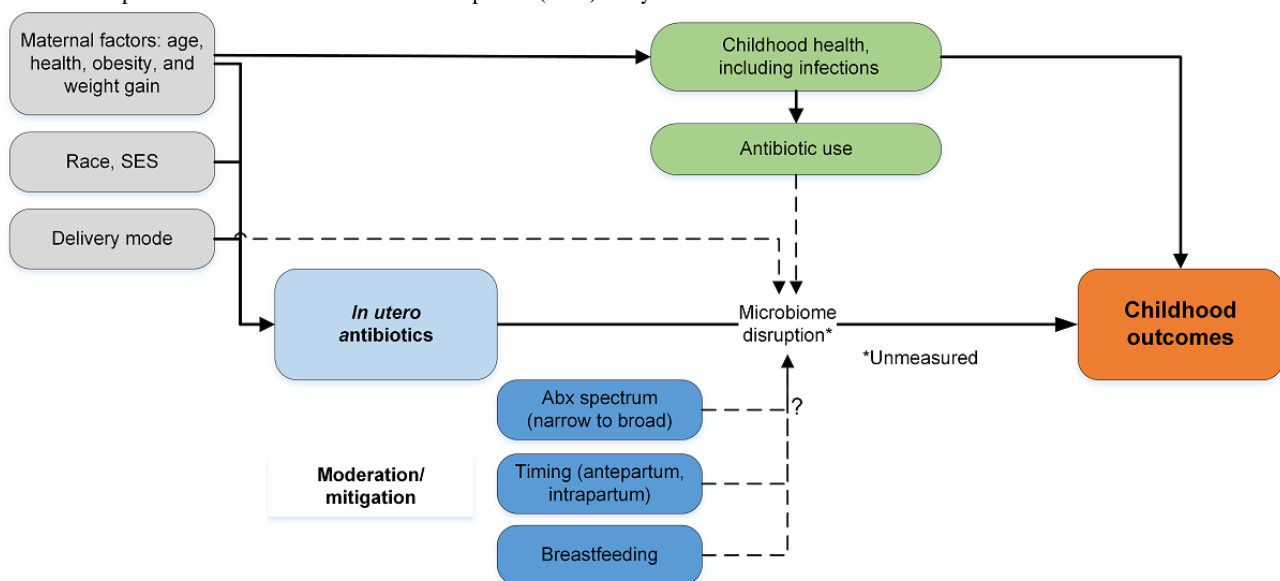 Maternal factors: age,
health, obesity, and
weight gain
Childhood health,
including infections
Race, SES
Antibiotic use
Delivery mode
In utero
antibiotics
Microbiome
disruption*
*Unmeasured
Childhood
outcomes
Abx spectrum
(narrow to broad)
?
Moderation/
mitigation
Timing (antepartum,
intrapartum)
Breastfeeding